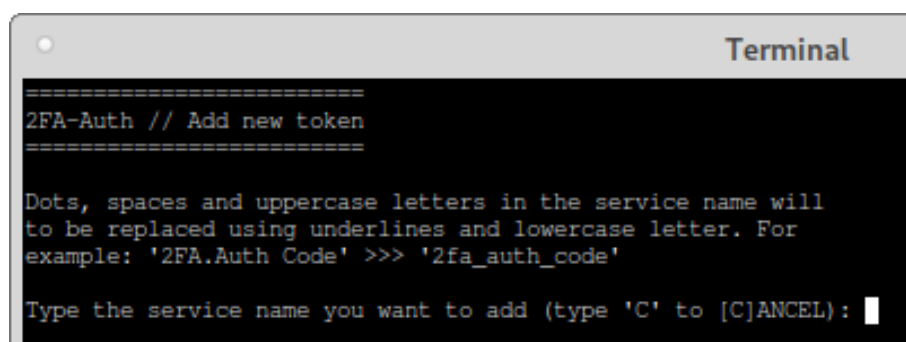 Terminal
==========================
2FA-Auth // Add new token
==========================
Dots, spaces and uppercase letters in the service name will
to be replaced using underlines and lowercase letter. For
example: '2FA.Auth Code' >>> '2fa_auth_code'
Type the service name you want to add (type 'C' to [C]ANCEL):